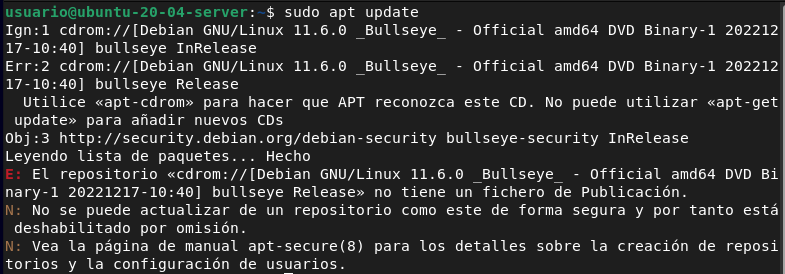 usuario@ubuntu-20-04-server:~$ sudo apt update
Ign:1 cdrom://[Debian GNU/Linux 11.6.0 _Bullseye_ - Official amd64 DVD Binary-1 202212
17-10:40] bullseye InRelease
Err:2 cdrom://[Debian GNU/Linux 11.6.0 _Bullseye_ - Official amd64 DVD Binary-1 202212
17-10:40] bullseye Release
  Utilice «apt-cdrom» para hacer que APT reconozca este CD. No puede utilizar «apt-get
 update» para añadir nuevos CDs
Obj:3 http://security.debian.org/debian-security bullseye-security InRelease
Leyendo lista de paquetes... Hecho
E: El repositorio «cdrom://[Debian GNU/Linux 11.6.0 _Bullseye_ - Official amd64 DVD Bi
nary-1 20221217-10:40] bullseye Release» no tiene un fichero de Publicación.
N: No se puede actualizar de un repositorio como este de forma segura y por tanto está
 deshabilitado por omisión.
N: Vea la página de manual apt-secure(8) para los detalles sobre la creación de reposi
torios y la configuración de usuarios.